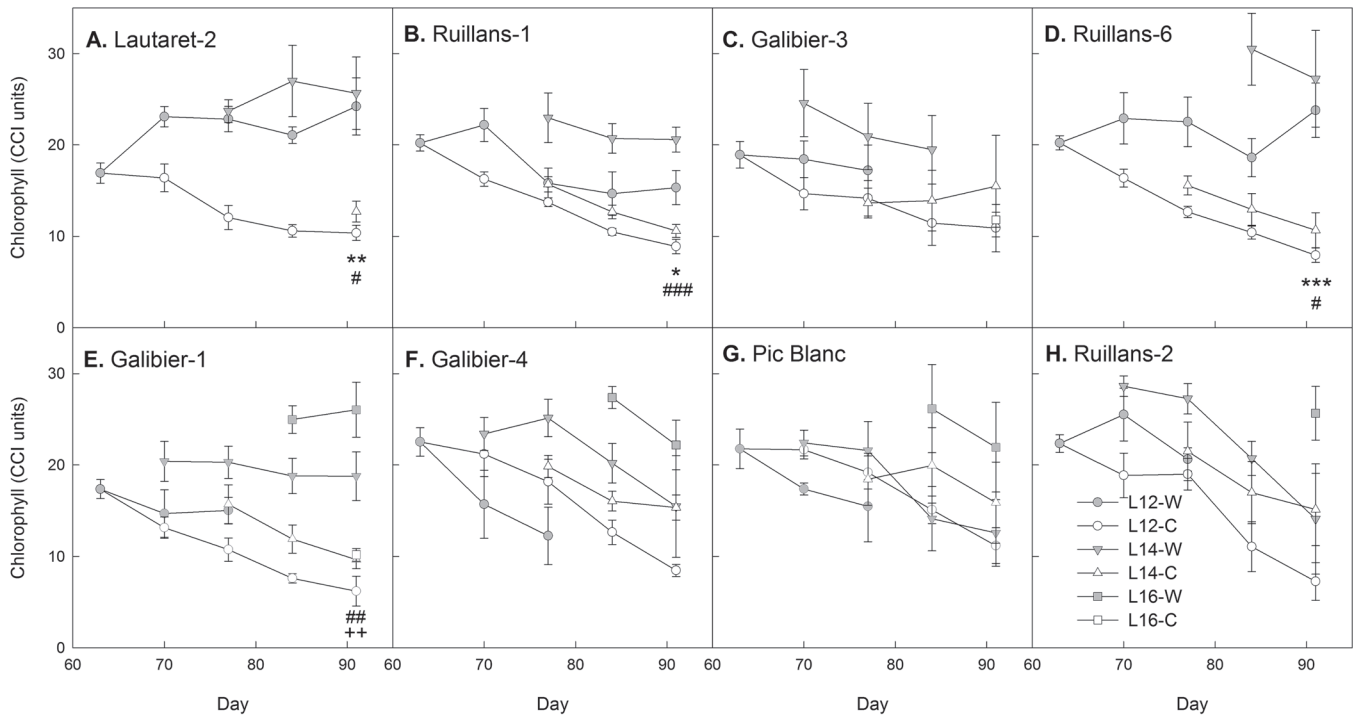 A. Lautaret-2
B. Ruillans-1
C. Galibier-3
D. Ruillans-6
30
20
10
0
Chlorophyll (CCI units)
**
#
*
###
***
#
E. Galibier-1
F. Galibier-4
G. Pic Blanc
H. Ruillans-2
30
20
10
0
Chlorophyll (CCI units)
##
++
L12-W
L12-C
L14-W
L14-C
L16-W
L16-C
60 70 80 90 60 70 80 90 60 70 80 90 60 70 80 90
Day Day Day Day